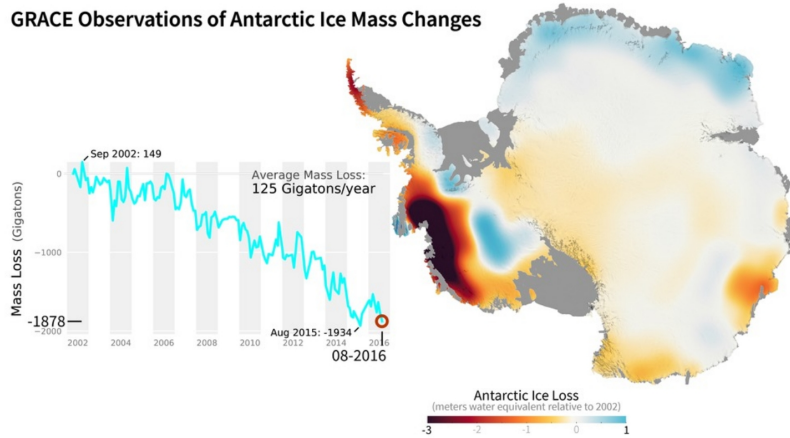 GRACE Observations of Antarctic Ice Mass Changes
Sep 2002: 149
Average Mass Loss:
125 Gigatons/year
Mass Loss (Gigatons)
0
−1000
-1878
−2000
Aug 2015: -1934
2002 2004 2006 2008 2010 2012 2014 2016
08-2016
Antarctic Ice Loss
(meters water equivalent relative to 2002)
-3 -2 -1 0 1